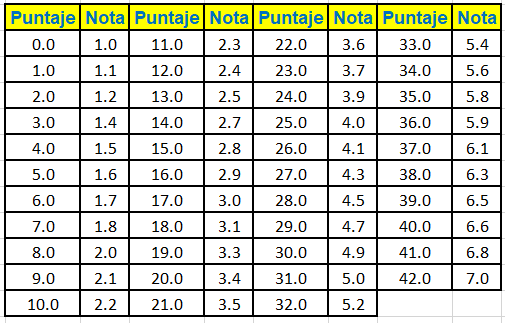 Puntaje Nota Puntaje Nota Puntaje Nota Puntaje Nota
0.0 1.0 11.0 2.3 22.0 3.6 33.0 5.4
1.0 1.1 12.0 2.4 23.0 3.7 34.0 5.6
2.0 1.2 13.0 2.5 24.0 3.9 35.0 5.8
3.0 1.4 14.0 2.7 25.0 4.0 36.0 5.9
4.0 1.5 15.0 2.8 26.0 4.1 37.0 6.1
5.0 1.6 16.0 2.9 27.0 4.3 38.0 6.3
6.0 1.7 17.0 3.0 28.0 4.5 39.0 6.5
7.0 1.8 18.0 3.1 29.0 4.7 40.0 6.6
8.0 2.0 19.0 3.3 30.0 4.9 41.0 6.8
9.0 2.1 20.0 3.4 31.0 5.0 42.0 7.0
10.0 2.2 21.0 3.5 32.0 5.2